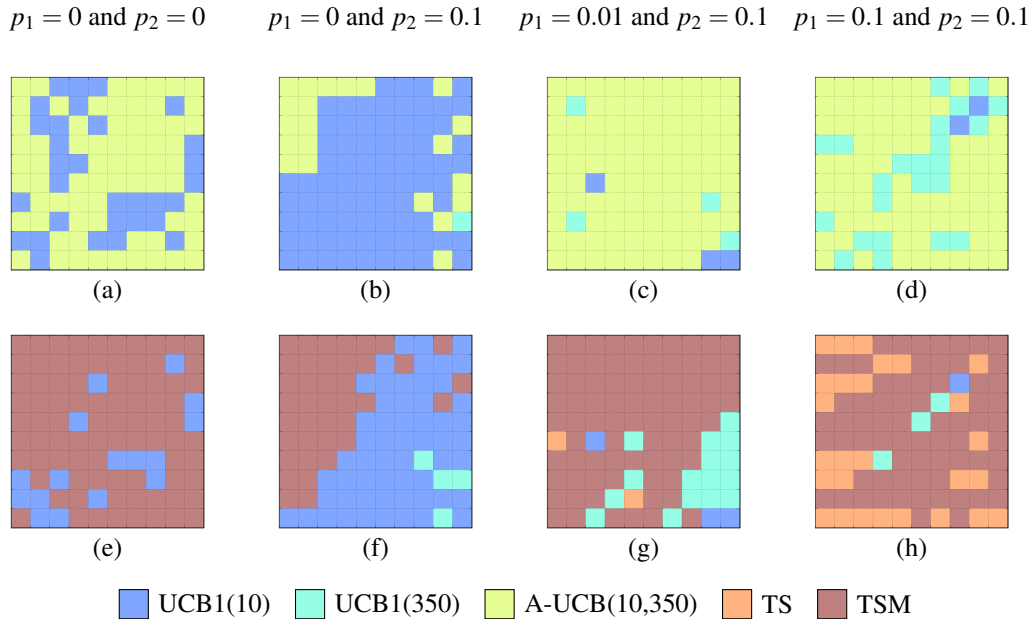 p₁ = 0 and p₂ = 0 p₁ = 0 and p₂ = 0.1 p₁ = 0.01 and p₂ = 0.1 p₁ = 0.1 and p₂ = 0.1
(a) (b) (c) (d)
(e) (f) (g) (h)
UCB1(10) UCB1(350) A-UCB(10,350) TS TSM